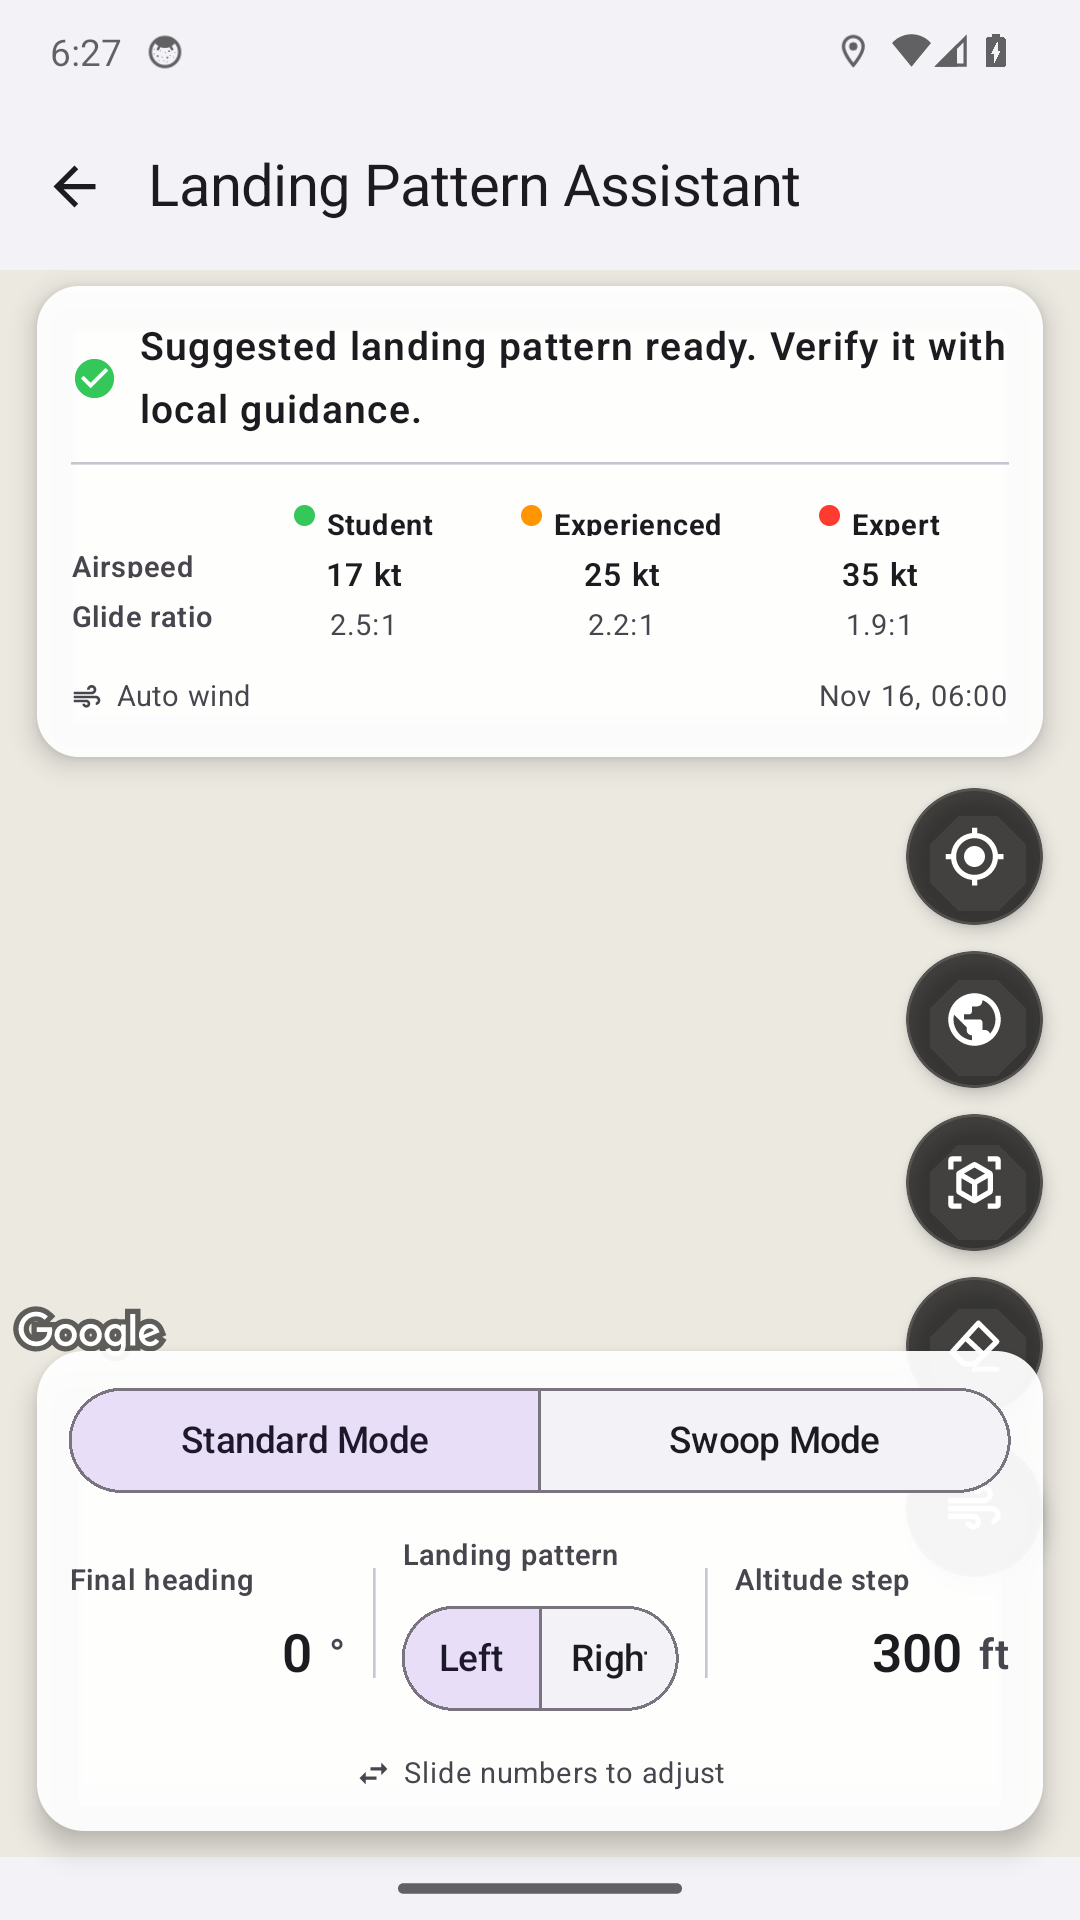 6:27
Landing Pattern Assistant
Suggested landing pattern ready. Verify it with
local guidance.
Student Experienced Expert
Airspeed 17 kt 25 kt 35 kt
Glide ratio 2.5:1 2.2:1 1.9:1
Auto wind Nov 16, 06:00
Google
Standard Mode Swoop Mode
Final heading Landing pattern Altitude step
0 ° Left Righ 300 ft
Slide numbers to adjust